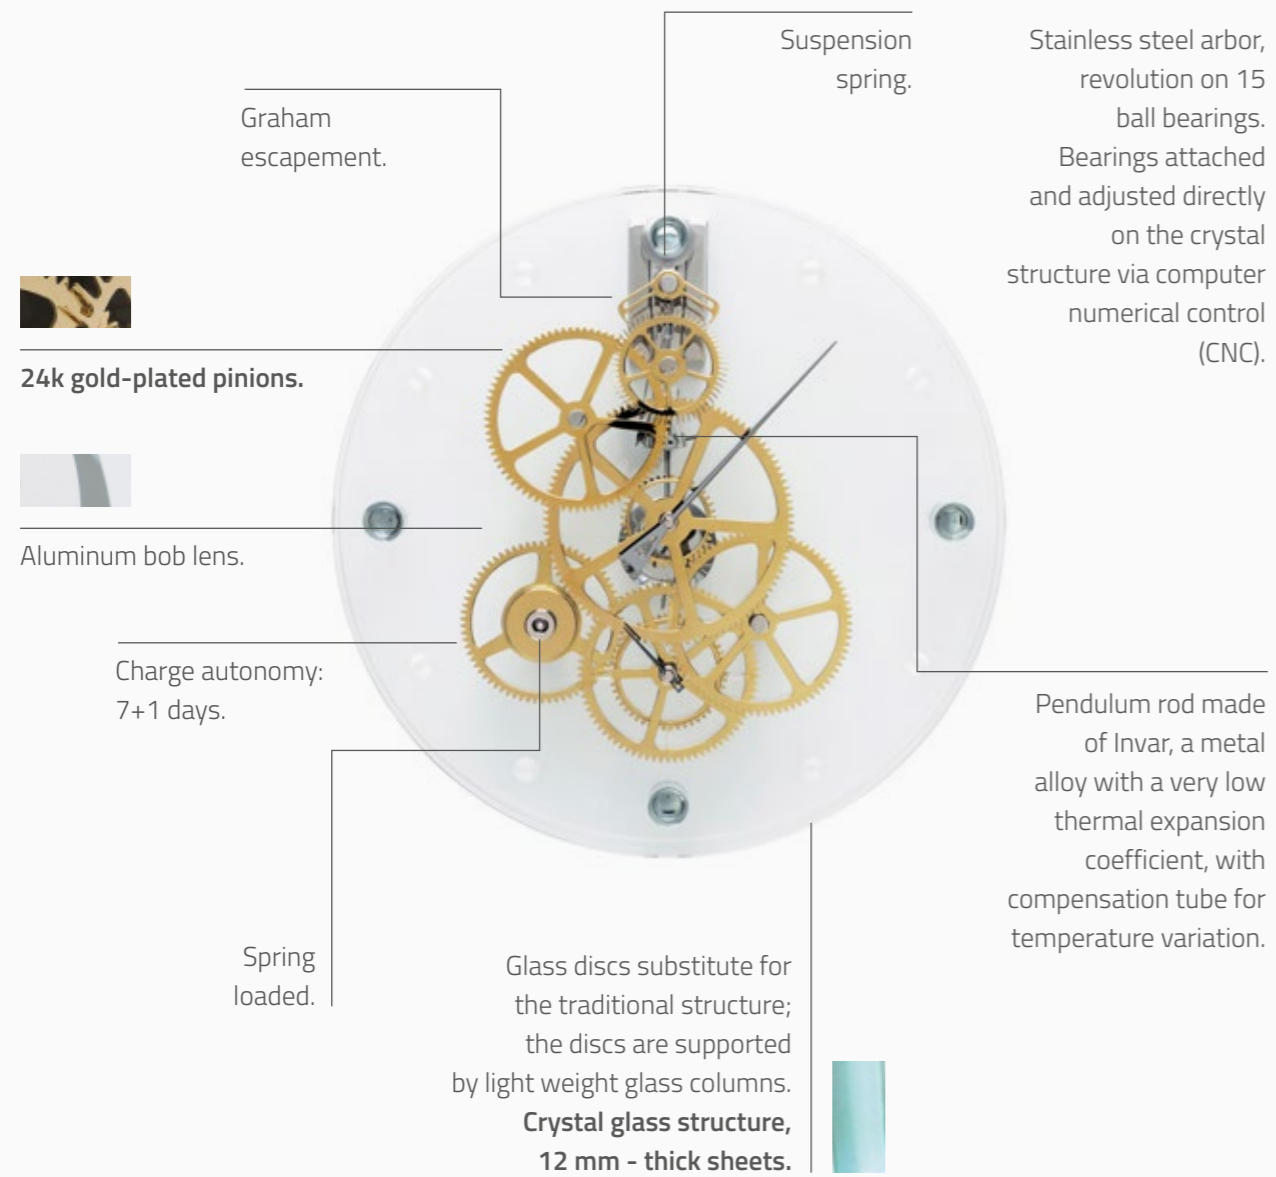 Suspension
spring.
Stainless steel arbor,
revolution on 15
ball bearings.
Bearings attached
and adjusted directly
on the crystal
structure via computer
numerical control
(CNC).
Graham
escapement.
24k gold-plated pinions.
Aluminum bob lens.
Charge autonomy:
7+1 days.
Pendulum rod made
of Invar, a metal
alloy with a very low
thermal expansion
coefficient, with
compensation tube for
temperature variation.
Spring
loaded.
Glass discs substitute for
the traditional structure;
the discs are supported
by light weight glass columns.
Crystal glass structure,
12 mm - thick sheets.